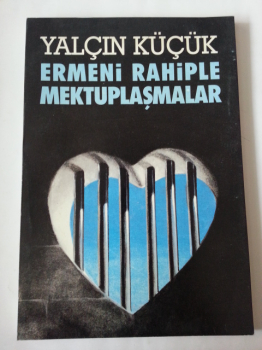 YALÇIN KÜÇÜK
ERMENİ RAHİPLE
MEKTUPLAŞMALAR